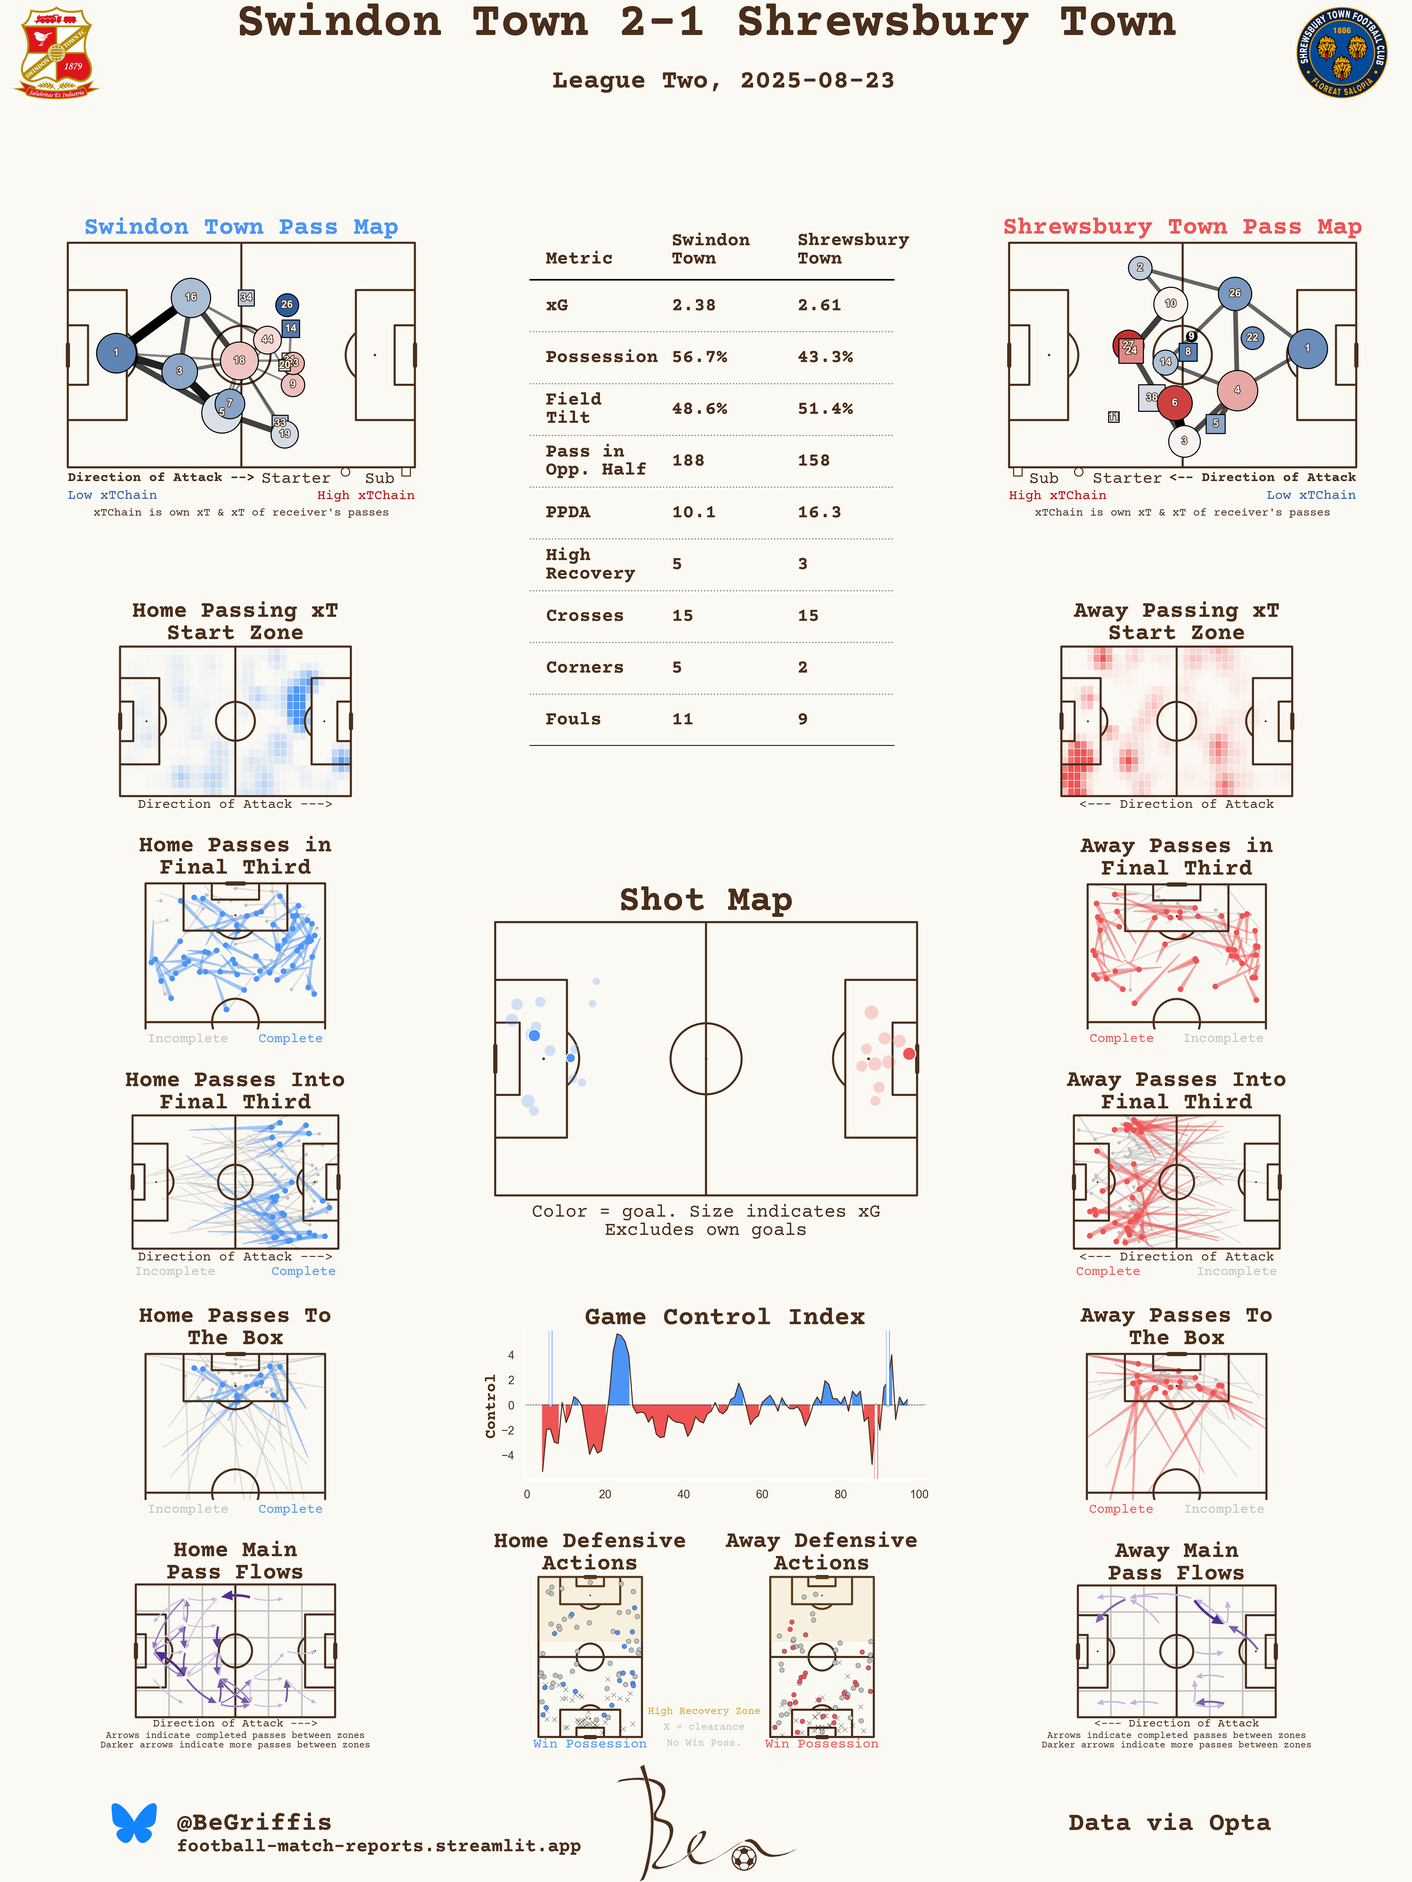 Swindon Town 2-1 Shrewsbury Town
League Two, 2025-08-23
SWINDON TOWN FC
1879
Salubritas Et Industria
SHREWSBURY TOWN FOOTBALL CLUB
1886
FLOREAT SALOPIA
Swindon Town Pass Map
16
34
26
14
44
1
3
18
20
9
7
5
33
19
Direction of Attack --> Starter Sub
Low xTChain High xTChain
xTChain is own xT & xT of receiver's passes
Metric Swindon Town Shrewsbury Town
xG 2.38 2.61
Possession 56.7% 43.3%
Field Tilt 48.6% 51.4%
Pass in Opp. Half 188 158
PPDA 10.1 16.3
High Recovery 5 3
Crosses 15 15
Corners 5 2
Fouls 11 9
Shrewsbury Town Pass Map
2
26
10
9
22
27
24
8
1
14
4
38
6
11
5
3
Sub Starter <-- Direction of Attack
High xTChain Low xTChain
xTChain is own xT & xT of receiver's passes
Home Passing xT
Start Zone
Direction of Attack --->
Away Passing xT
Start Zone
<--- Direction of Attack
Home Passes in
Final Third
Incomplete Complete
Away Passes in
Final Third
Complete Incomplete
Shot Map
Color = goal. Size indicates xG
Excludes own goals
Home Passes Into
Final Third
Direction of Attack --->
Incomplete Complete
Away Passes Into
Final Third
<--- Direction of Attack
Complete Incomplete
Home Passes To
The Box
Incomplete Complete
Game Control Index
Control
4
2
0
−2
−4
0 20 40 60 80 100
Away Passes To
The Box
Complete Incomplete
Home Main
Pass Flows
Direction of Attack --->
Arrows indicate completed passes between zones
Darker arrows indicate more passes between zones
Home Defensive
Actions
Win Possession
High Recovery Zone
X = clearance
No Win Poss.
Away Defensive
Actions
Win Possession
Away Main
Pass Flows
<--- Direction of Attack
Arrows indicate completed passes between zones
Darker arrows indicate more passes between zones
@BeGriffis
football-match-reports.streamlit.app
Ben
Data via Opta